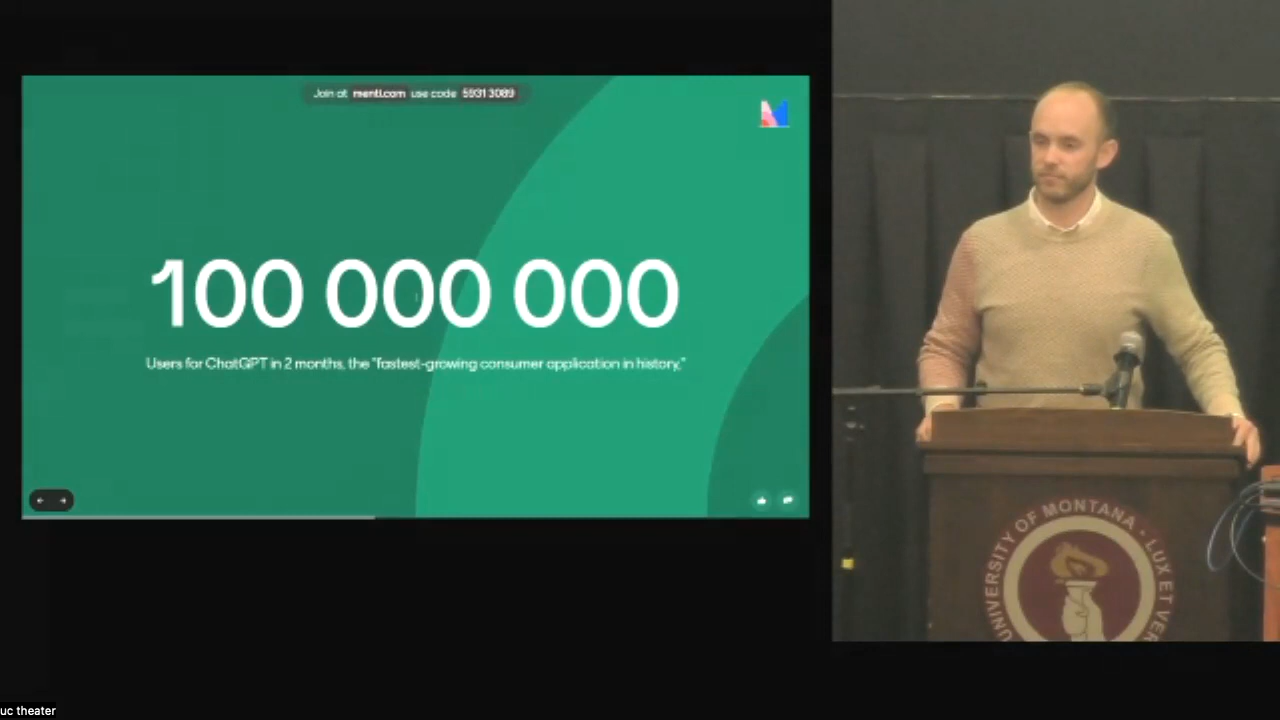 Join at menti.com use code 5931 3089
100 000 000
Users for ChatGPT in 2 months, the "fastest-growing consumer application in history."
UNIVERSITY OF MONTANA · LUX ET VER
uc theater